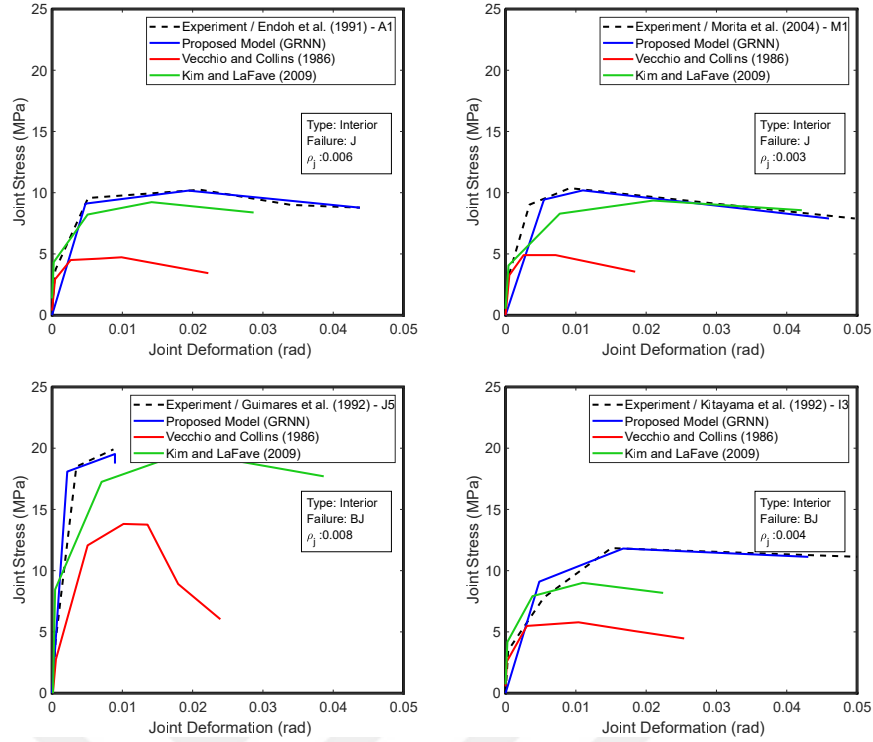 Experiment / Endoh et al. (1991) - A1
Proposed Model (GRNN)
Vecchio and Collins (1986)
Kim and LaFave (2009)
Type: Interior
Failure: J
ρj :0.006
25
20
15
10
5
0
Joint Stress (MPa)
0 0.01 0.02 0.03 0.04 0.05
Joint Deformation (rad)
Experiment / Morita et al. (2004) - M1
Proposed Model (GRNN)
Vecchio and Collins (1986)
Kim and LaFave (2009)
Type: Interior
Failure: J
ρj :0.003
25
20
15
10
5
0
Joint Stress (MPa)
0 0.01 0.02 0.03 0.04 0.05
Joint Deformation (rad)
Experiment / Guimares et al. (1992) - J5
Proposed Model (GRNN)
Vecchio and Collins (1986)
Kim and LaFave (2009)
Type: Interior
Failure: BJ
ρj :0.008
25
20
15
10
5
0
Joint Stress (MPa)
0 0.01 0.02 0.03 0.04 0.05
Joint Deformation (rad)
Experiment / Kitayama et al. (1992) - I3
Proposed Model (GRNN)
Vecchio and Collins (1986)
Kim and LaFave (2009)
Type: Interior
Failure: BJ
ρj :0.004
25
20
15
10
5
0
Joint Stress (MPa)
0 0.01 0.02 0.03 0.04 0.05
Joint Deformation (rad)